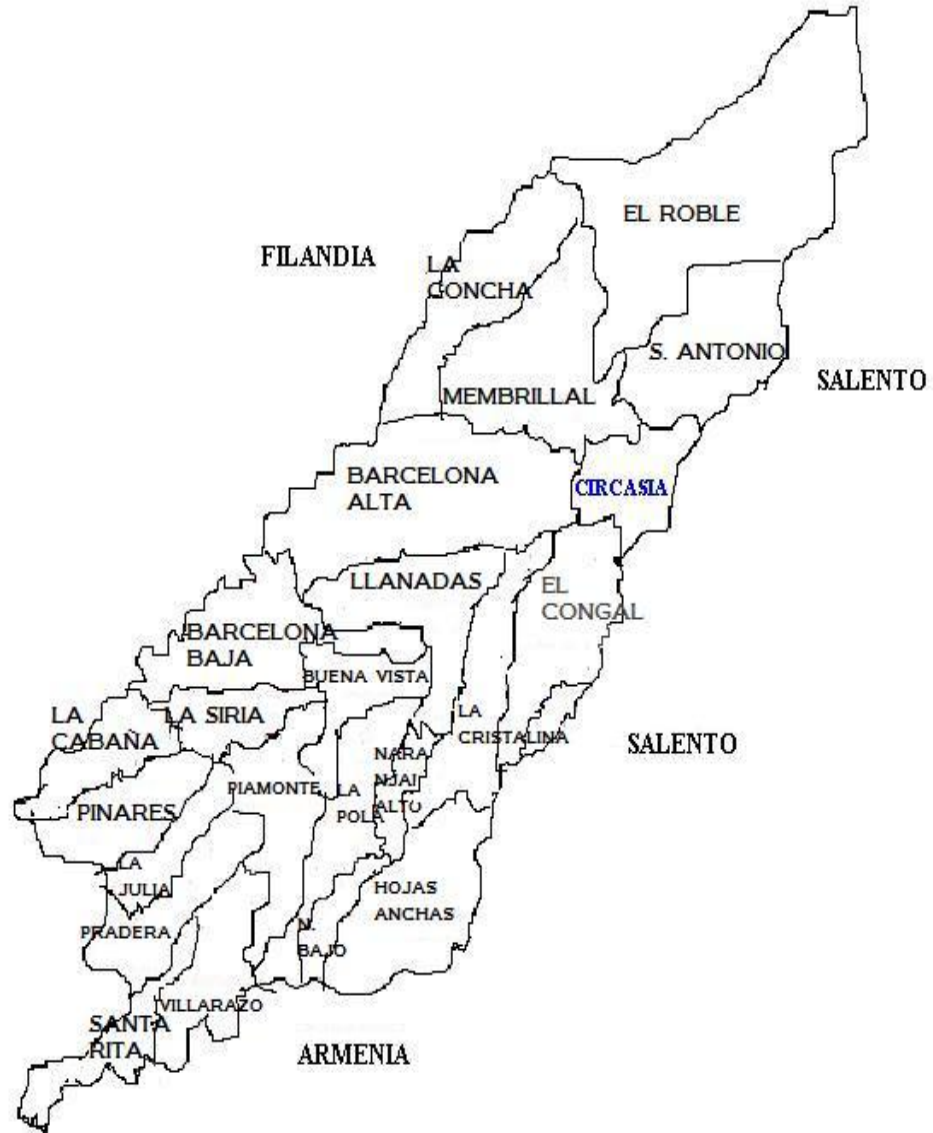 EL ROBLE
FILANDIA
LA
CONCHA
S. ANTONIO
SALENTO
MEMBRILLAL
BARCELONA
ALTA
CIRCASIA
LLANADAS
EL
CONGAL
BARCELONA
BAJA
BUENA VISTA
LA
CABAÑA
LA SIRIA
LA
CRISTALINA
SALENTO
NARA
NJAL
ALTO
PIAMONTE
LA
POLA
PINARES
LA
JULIA
HOJAS
ANCHAS
PRADERA
N.
BAJO
VILLARAZO
SANTA
RITA
ARMENIA